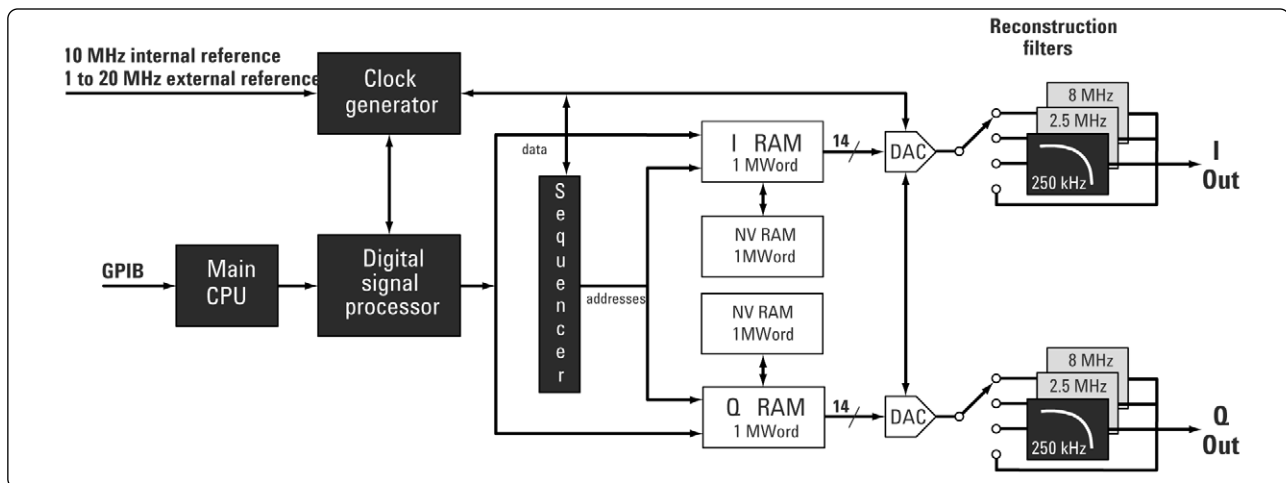 Reconstruction
filters
10 MHz internal reference
1 to 20 MHz external reference
Clock
generator
8 MHz
2.5 MHz
250 kHz
I
Out
data
I RAM
1 MWord
14
DAC
Sequencer
NV RAM
1MWord
GPIB
Main
CPU
Digital
signal
processor
addresses
NV RAM
1MWord
8 MHz
2.5 MHz
250 kHz
Q
Out
Q RAM
1 MWord
14
DAC